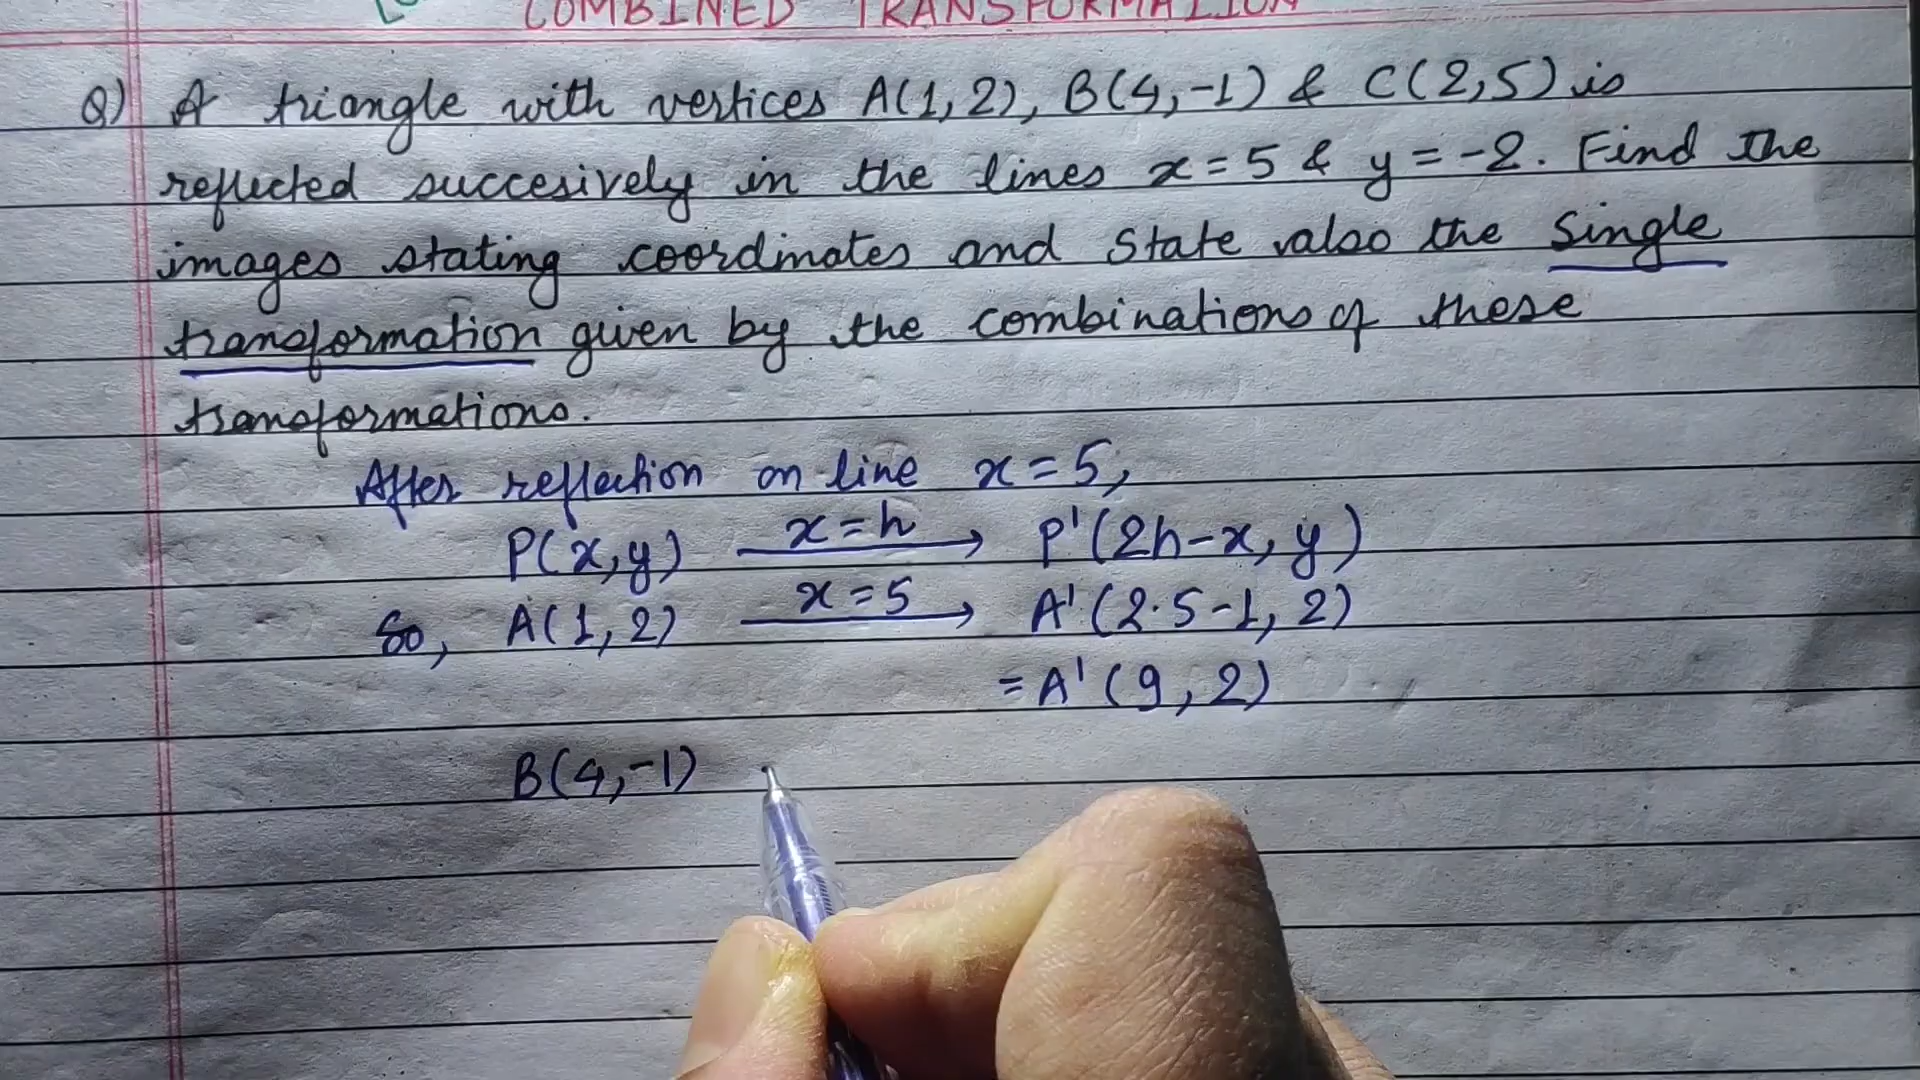 COMBINED TRANSFORMATION
Q) A triangle with vertices A(1,2), B(4,-1) & C(2,5) is
reflected succesively in the lines x=5 & y=-2. Find the
images stating coordinates and state also the single
transformation given by the combinations of these
transformations.
After reflection on line x=5,
P(x,y) x=h → P'(2h-x, y)
So, A(1,2) x=5 → A'(2.5-1, 2)
= A'(9,2)
B(4,-1)